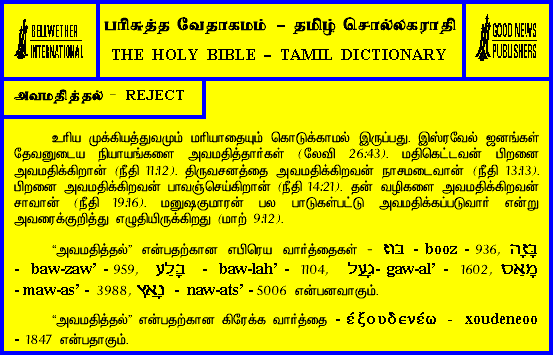 BELLWETHER
INTERNATIONAL
பரிசுத்த வேதாகமம் – தமிழ் சொல்லகராதி
THE HOLY BIBLE – TAMIL DICTIONARY
GOOD NEWS
PUBLISHERS
அவமதித்தல் – REJECT
உரிய முக்கியத்துவமும் மரியாதையும் கொடுக்காமல் இருப்பது. இஸ்ரவேல் ஜனங்கள்
தேவனுடைய நியாயங்களை அவமதித்தார்கள் (லேவி 26:43). மதிகெட்டவன் பிறனை
அவமதிக்கிறான் (நீதி 11:12). திருவசனத்தை அவமதிக்கிறவன் நாசமடைவான் (நீதி 13:13).
பிறனை அவமதிக்கிறவன் பாவஞ்செய்கிறான் (நீதி 14:21). தன் வழிகளை அவமதிக்கிறவன்
சாவான் (நீதி 19:16). மனுஷகுமாரன் பல பாடுகள்பட்டு அவமதிக்கப்படுவார் என்று
அவரைக்குறித்து எழுதியிருக்கிறது (மாற் 9:12).
“அவமதித்தல்” என்பதற்கான எபிரெய வார்த்தைகள் - בוּז - booz - 936, בָּזָה
- baw-zaw’ - 959, בָּלַע - baw-lah’ - 1104, גָּעַל- gaw-al’ - 1602, מָאַס
- maw-as’ - 3988, נָאַץ - naw-ats’ - 5006 என்பனவாகும்.
“அவமதித்தல்” என்பதற்கான கிரேக்க வார்த்தை - ἐξουδενέω - xoudeneoo
- 1847 என்பதாகும்.